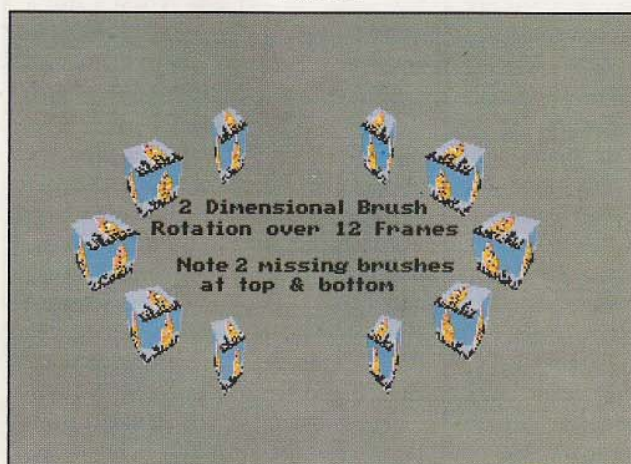 2 Dimensional Brush
Rotation over 12 Frames
Note 2 missing brushes
at top & bottom